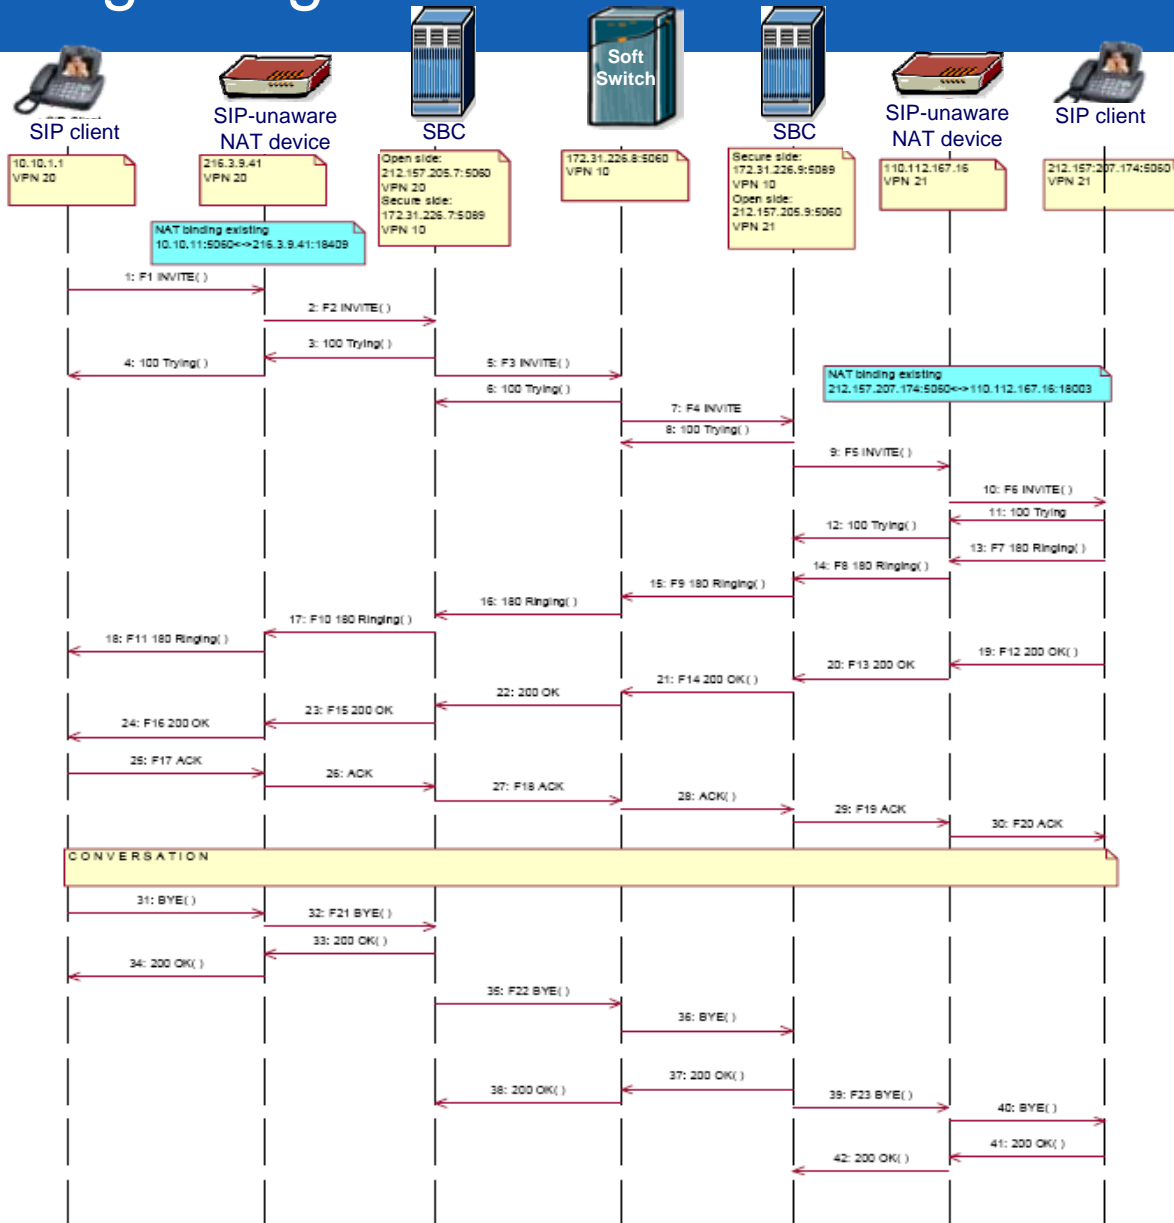 Soft
Switch
SIP client
SIP-unaware
NAT device
SBC
SBC
SIP-unaware
NAT device
SIP client
10.10.1.1
VPN 20
216.3.9.41
VPN 20
Open side:
212.157.205.7:5060
VPN 20
Secure side:
172.31.226.7:5089
VPN 10
172.31.226.8:5060
VPN 10
Secure side:
172.31.226.9:5089
VPN 10
Open side:
212.157.205.9:5060
VPN 21
110.112.167.16
VPN 21
212.157:207.174:5060
VPN 21
NAT binding existing
10.10.11:5060<->216.3.9.41:18409
1: F1 INVITE( )
2: F2 INVITE( )
3: 100 Trying( )
4: 100 Trying( )
5: F3 INVITE( )
NAT binding existing
212.157.207.174:5060<->110.112.167.16:18003
6: 100 Trying( )
7: F4 INVITE
8: 100 Trying( )
9: F5 INVITE( )
10: F6 INVITE( )
11: 100 Trying
12: 100 Trying( )
13: F7 180 Ringing( )
14: F8 180 Ringing( )
15: F9 180 Ringing( )
16: 180 Ringing( )
17: F10 180 Ringing( )
18: F11 180 Ringing( )
19: F12 200 OK( )
20: F13 200 OK
21: F14 200 OK( )
22: 200 OK
23: F15 200 OK
24: F16 200 OK
25: F17 ACK
26: ACK
27: F18 ACK
28: ACK( )
29: F19 ACK
30: F20 ACK
CONVERSATION
31: BYE( )
32: F21 BYE( )
33: 200 OK( )
34: 200 OK( )
35: F22 BYE( )
36: BYE( )
37: 200 OK( )
38: 200 OK( )
39: F23 BYE( )
40: BYE( )
41: 200 OK( )
42: 200 OK( )